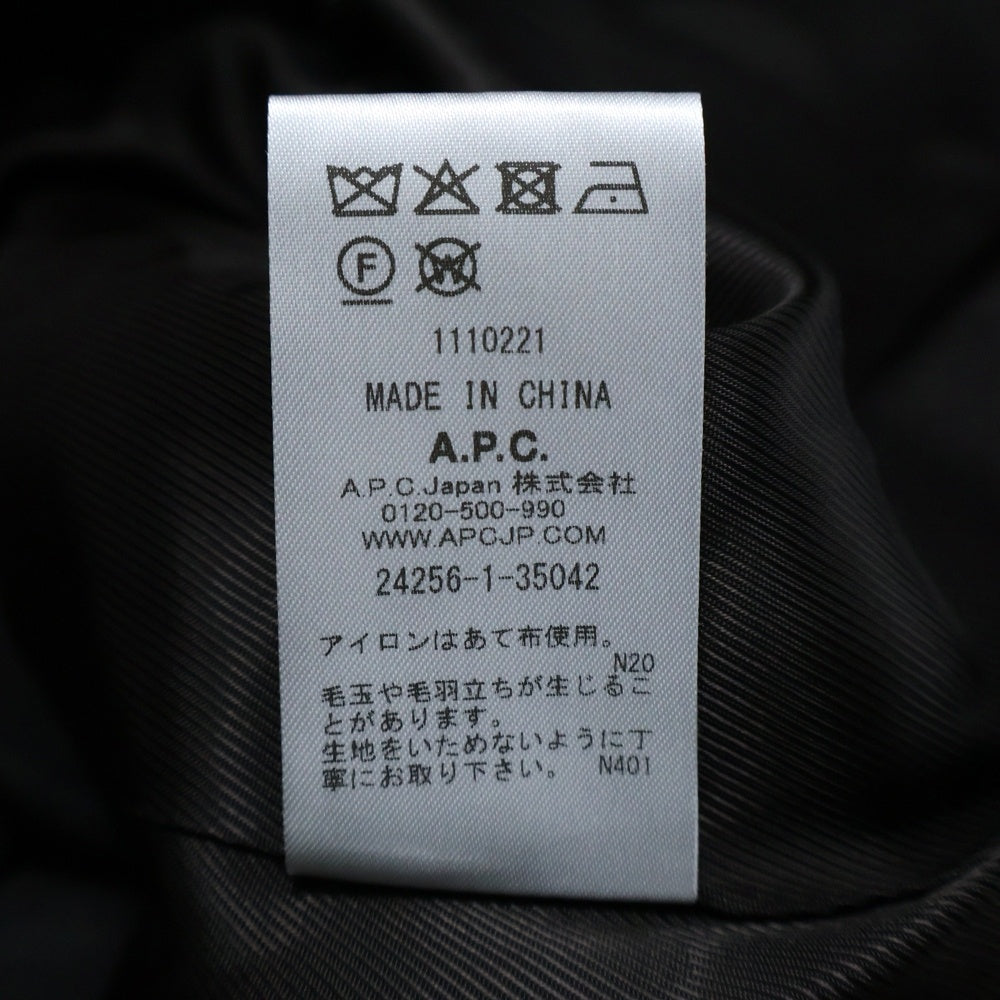 F W
1110221
MADE IN CHINA
A.P.C.
A.P.C.Japan 株式会社
0120-500-990
WWW.APCJP.COM
24256-1-35042
アイロンはあて布使用。
N20
毛玉や毛羽立ちが生じるこ
とがあります。
生地をいためないように丁
寧にお取り下さい。 N401